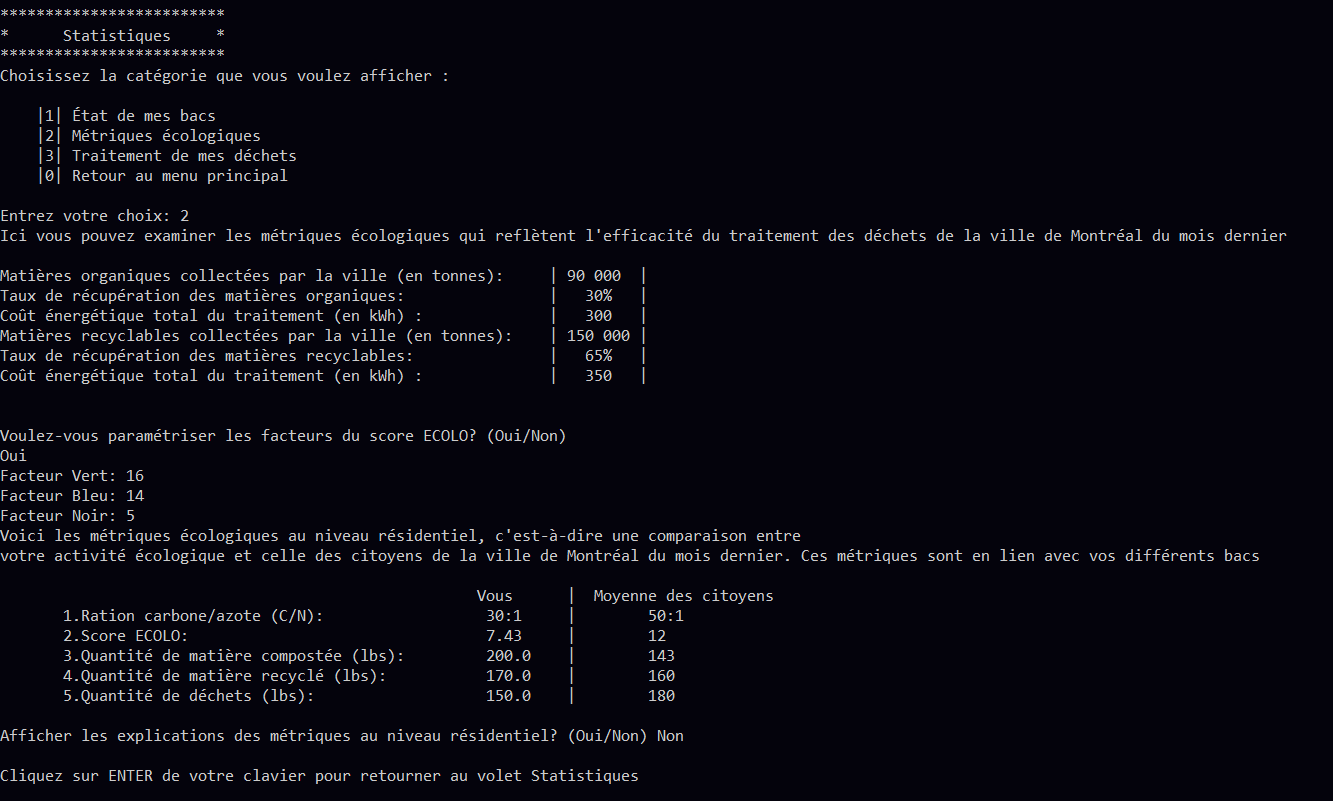 *************************
*      Statistiques     *
*************************
Choisissez la catégorie que vous voulez afficher :
|1| État de mes bacs
|2| Métriques écologiques
|3| Traitement de mes déchets
|0| Retour au menu principal
Entrez votre choix: 2
Ici vous pouvez examiner les métriques écologiques qui reflètent l'efficacité du traitement des déchets de la ville de Montréal du mois dernier
Matières organiques collectées par la ville (en tonnes):     | 90 000  |
Taux de récupération des matières organiques:                |   30%   |
Coût énergétique total du traitement (en kWh) :              |   300   |
Matières recyclables collectées par la ville (en tonnes):    | 150 000 |
Taux de récupération des matières recyclables:               |   65%   |
Coût énergétique total du traitement (en kWh) :              |   350   |
Voulez-vous paramétriser les facteurs du score ECOLO? (Oui/Non)
Oui
Facteur Vert: 16
Facteur Bleu: 14
Facteur Noir: 5
Voici les métriques écologiques au niveau résidentiel, c'est-à-dire une comparaison entre
votre activité écologique et celle des citoyens de la ville de Montréal du mois dernier. Ces métriques sont en lien avec vos différents bacs
Vous      |  Moyenne des citoyens
1.Ration carbone/azote (C/N):                  30:1     |        50:1
2.Score ECOLO:                                 7.43     |        12
3.Quantité de matière compostée (lbs):         200.0    |        143
4.Quantité de matière recyclé (lbs):           170.0    |        160
5.Quantité de déchets (lbs):                   150.0    |        180
Afficher les explications des métriques au niveau résidentiel? (Oui/Non) Non
Cliquez sur ENTER de votre clavier pour retourner au volet Statistiques